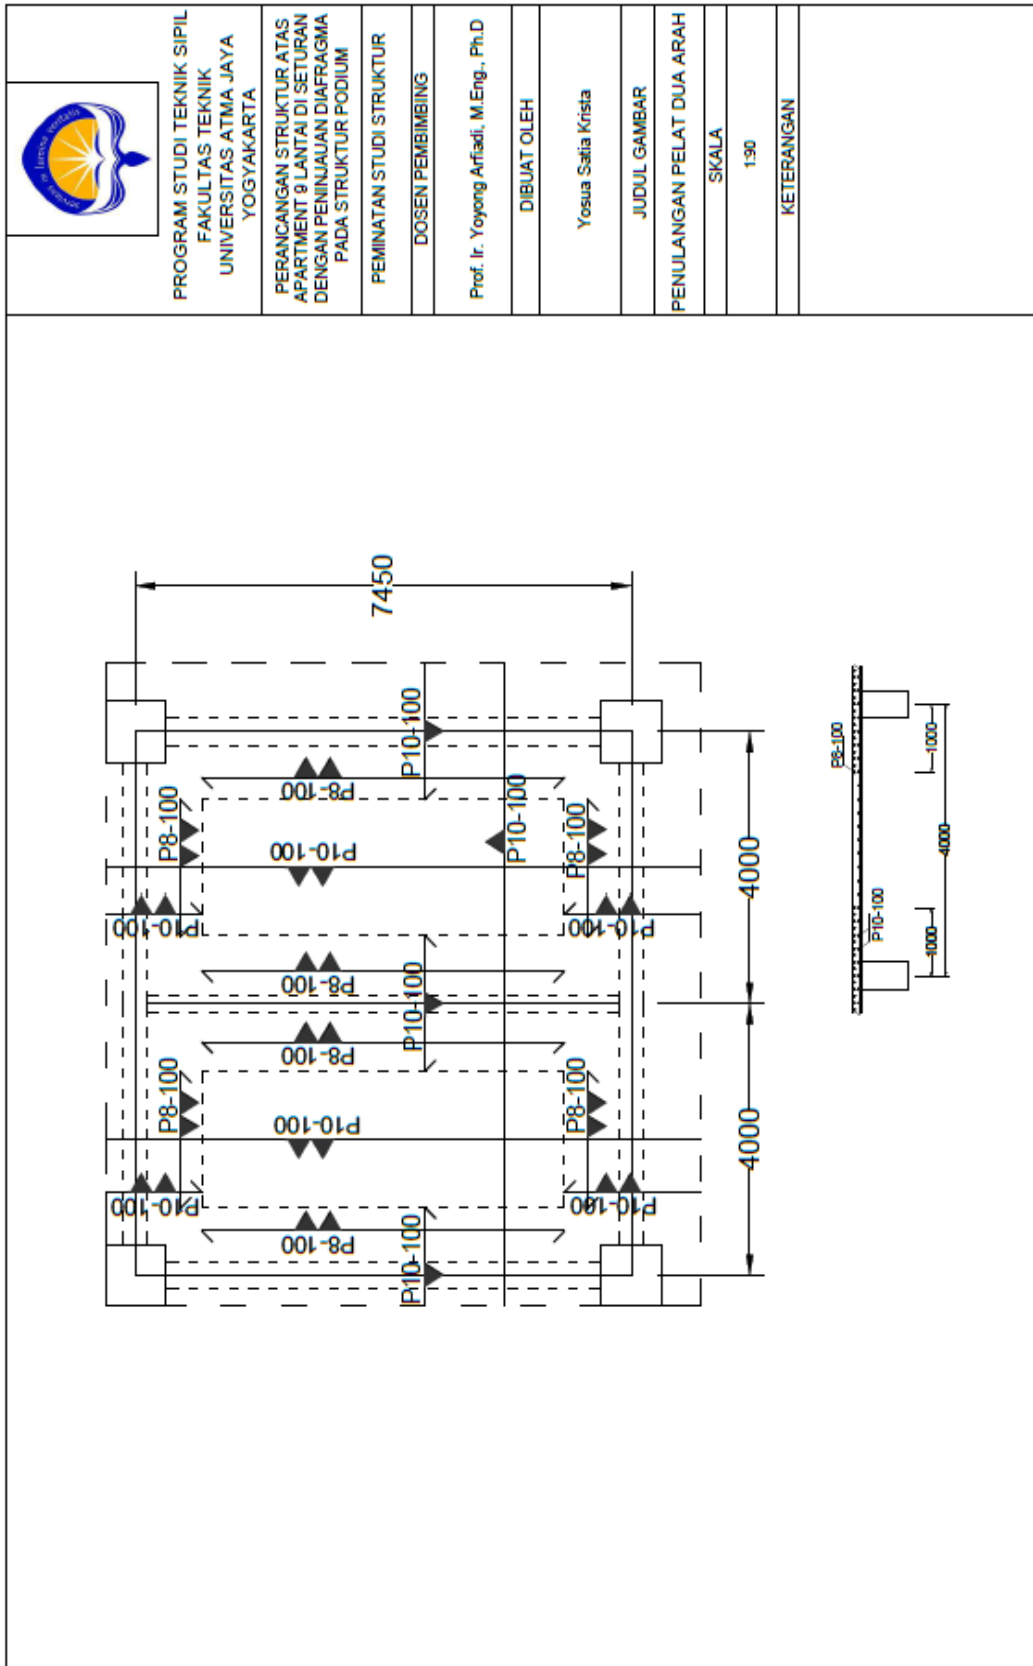 serviens in lumine veritatis
PROGRAM STUDI TEKNIK SIPIL
FAKULTAS TEKNIK
UNIVERSITAS ATMA JAYA
YOGYAKARTA
PERANCANGAN STRUKTUR ATAS
APARTMENT 9 LANTAI DI SETURAN
DENGAN PENINJAUAN DIAFRAGMA
PADA STRUKTUR PODIUM
PEMINATAN STUDI STRUKTUR
DOSEN PEMBIMBING
Prof. Ir. Yoyong Arfiadi, M.Eng., Ph.D
DIBUAT OLEH
Yosua Satia Krista
JUDUL GAMBAR
PENULANGAN PELAT DUA ARAH
SKALA
1:90
KETERANGAN
7450
P10-100
P8-100
P8-100
P10-100
P10-100
P8-100
P10-100
P10-100
P8-100
P10-100
P8-100
P8-100
P10-100
P8-100
P10-100
P10-100
P8-100
P10-100
4000
4000
P8-100
P10-100
1000
1000
4000